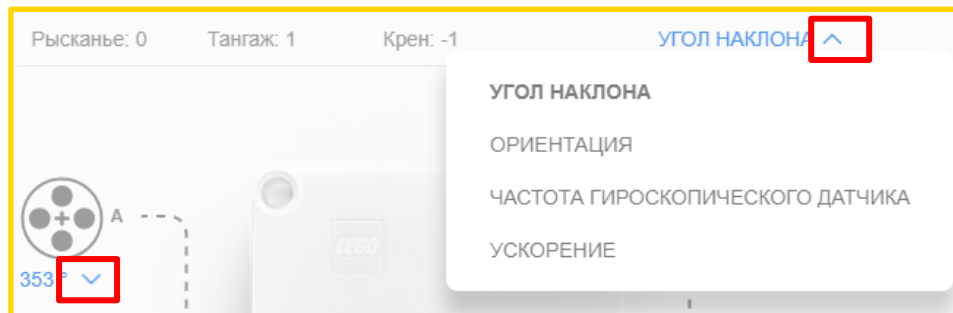 Рысканье: 0 Тангаж: 1 Крен: -1 УГОЛ НАКЛОНА
УГОЛ НАКЛОНА
ОРИЕНТАЦИЯ
ЧАСТОТА ГИРОСКОПИЧЕСКОГО ДАТЧИКА
УСКОРЕНИЕ
A
LEGO
353 °